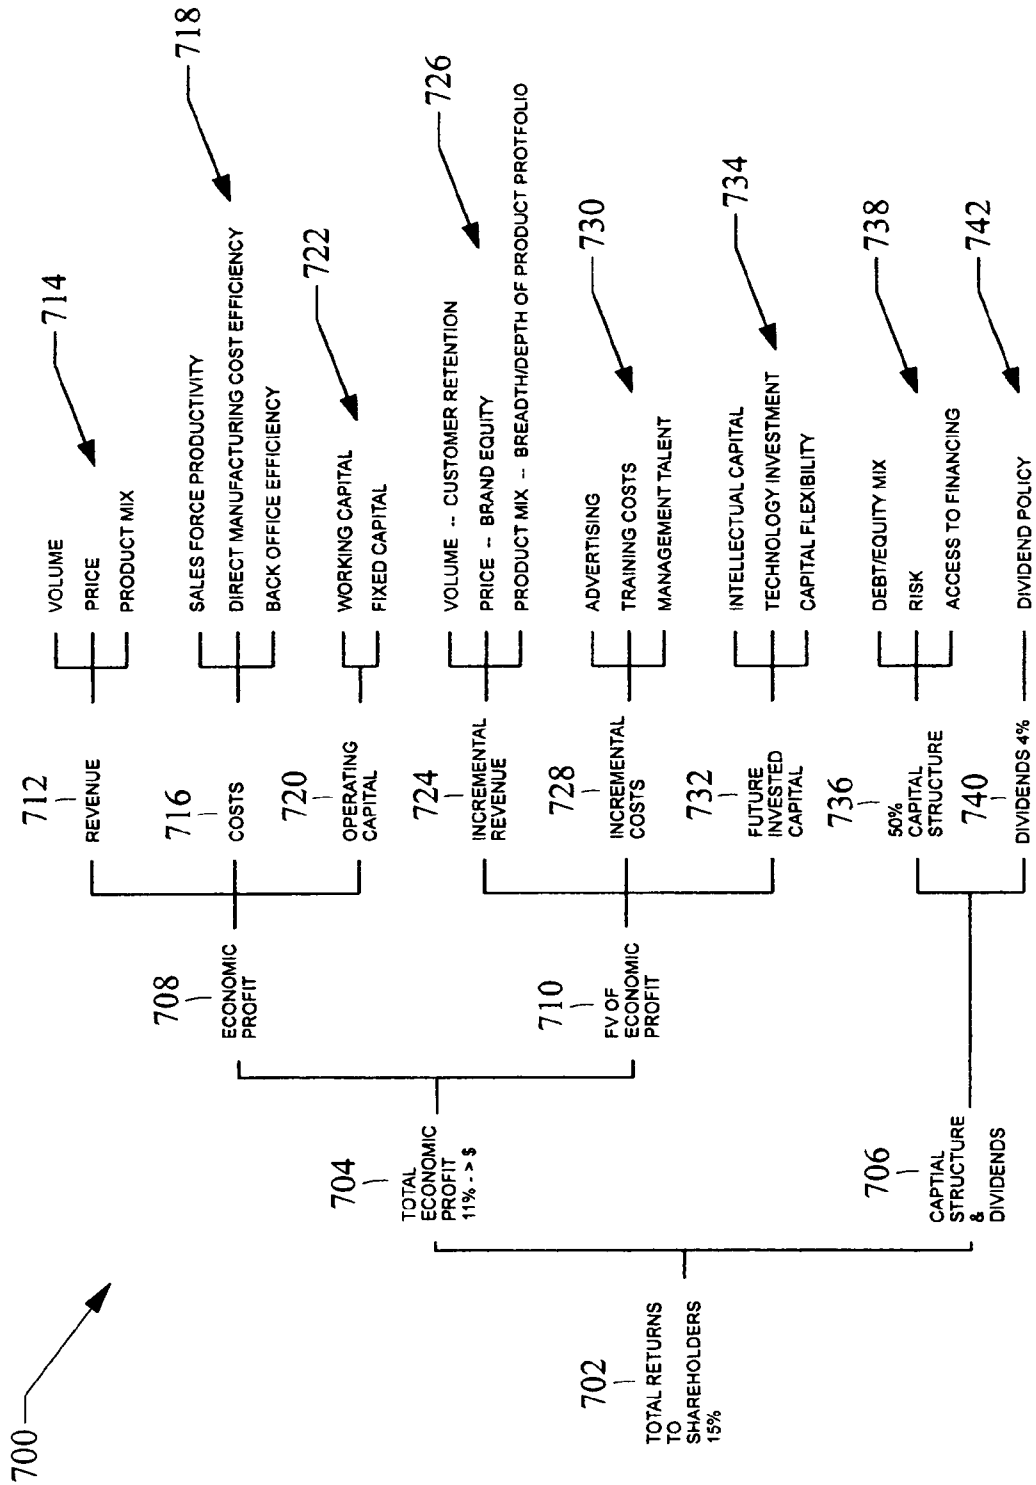 700
702
TOTAL RETURNS
TO
SHAREHOLDERS
15%
704
TOTAL
ECONOMIC
PROFIT
11% - > $
706
CAPTIAL
STRUCTURE
&
DIVIDENDS
708
ECONOMIC
PROFIT
710
FV OF
ECONOMIC
PROFIT
712
REVENUE
716
COSTS
720
OPERATING
CAPITAL
724
INCREMENTAL
REVENUE
728
INCREMENTAL
COSTS
732
FUTURE
INVESTED
CAPITAL
736
50%
CAPITAL
STRUCTURE
740
DIVIDENDS 4%
VOLUME
PRICE
PRODUCT MIX
714
SALES FORCE PRODUCTIVITY
DIRECT MANUFACTURING COST EFFICIENCY
BACK OFFICE EFFICIENCY
718
WORKING CAPITAL
FIXED CAPITAL
722
VOLUME -- CUSTOMER RETENTION
PRICE -- BRAND EQUITY
PRODUCT MIX -- BREADTH/DEPTH OF PRODUCT PROTFOLIO
726
ADVERTISING
TRAINING COSTS
MANAGEMENT TALENT
730
INTELLECTUAL CAPITAL
TECHNOLOGY INVESTMENT
CAPITAL FLEXIBILITY
734
DEBT/EQUITY MIX
RISK
ACCESS TO FINANCING
738
DIVIDEND POLICY
742